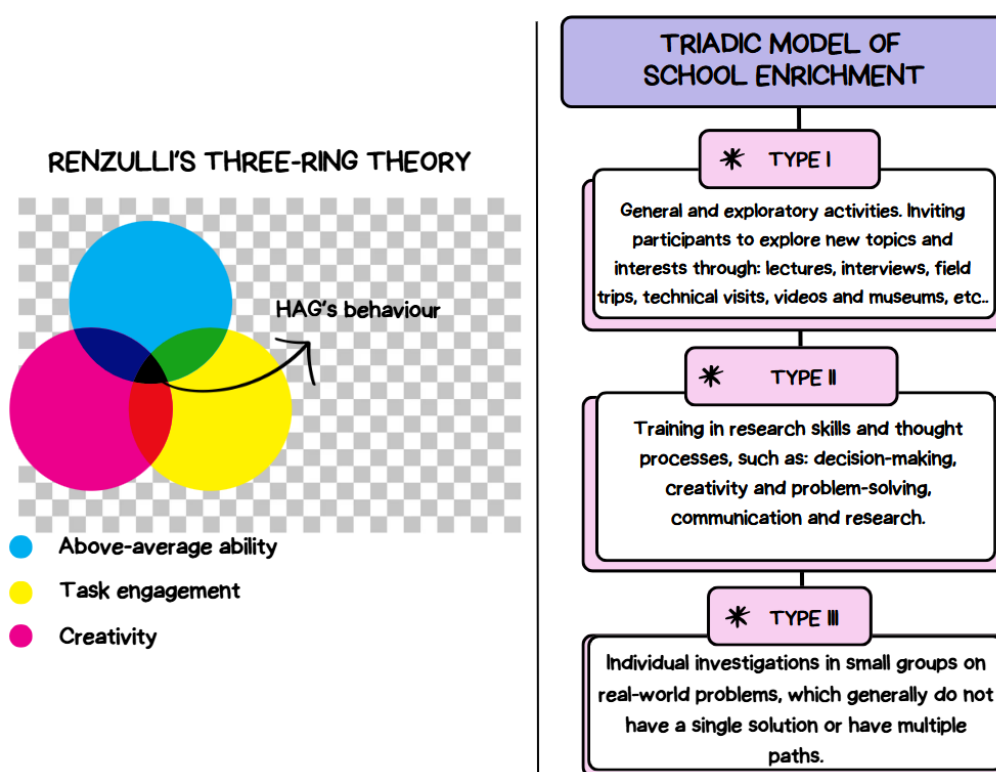 RENZULLI'S THREE-RING THEORY
HAG's behaviour
Above-average ability
Task engagement
Creativity
TRIADIC MODEL OF
SCHOOL ENRICHMENT
TYPE I
General and exploratory activities. Inviting
participants to explore new topics and
interests through: lectures, interviews, field
trips, technical visits, videos and museums, etc..
TYPE II
Training in research skills and thought
processes, such as: decision-making,
creativity and problem-solving,
communication and research.
TYPE III
Individual investigations in small groups on
real-world problems, which generally do not
have a single solution or have multiple
paths.